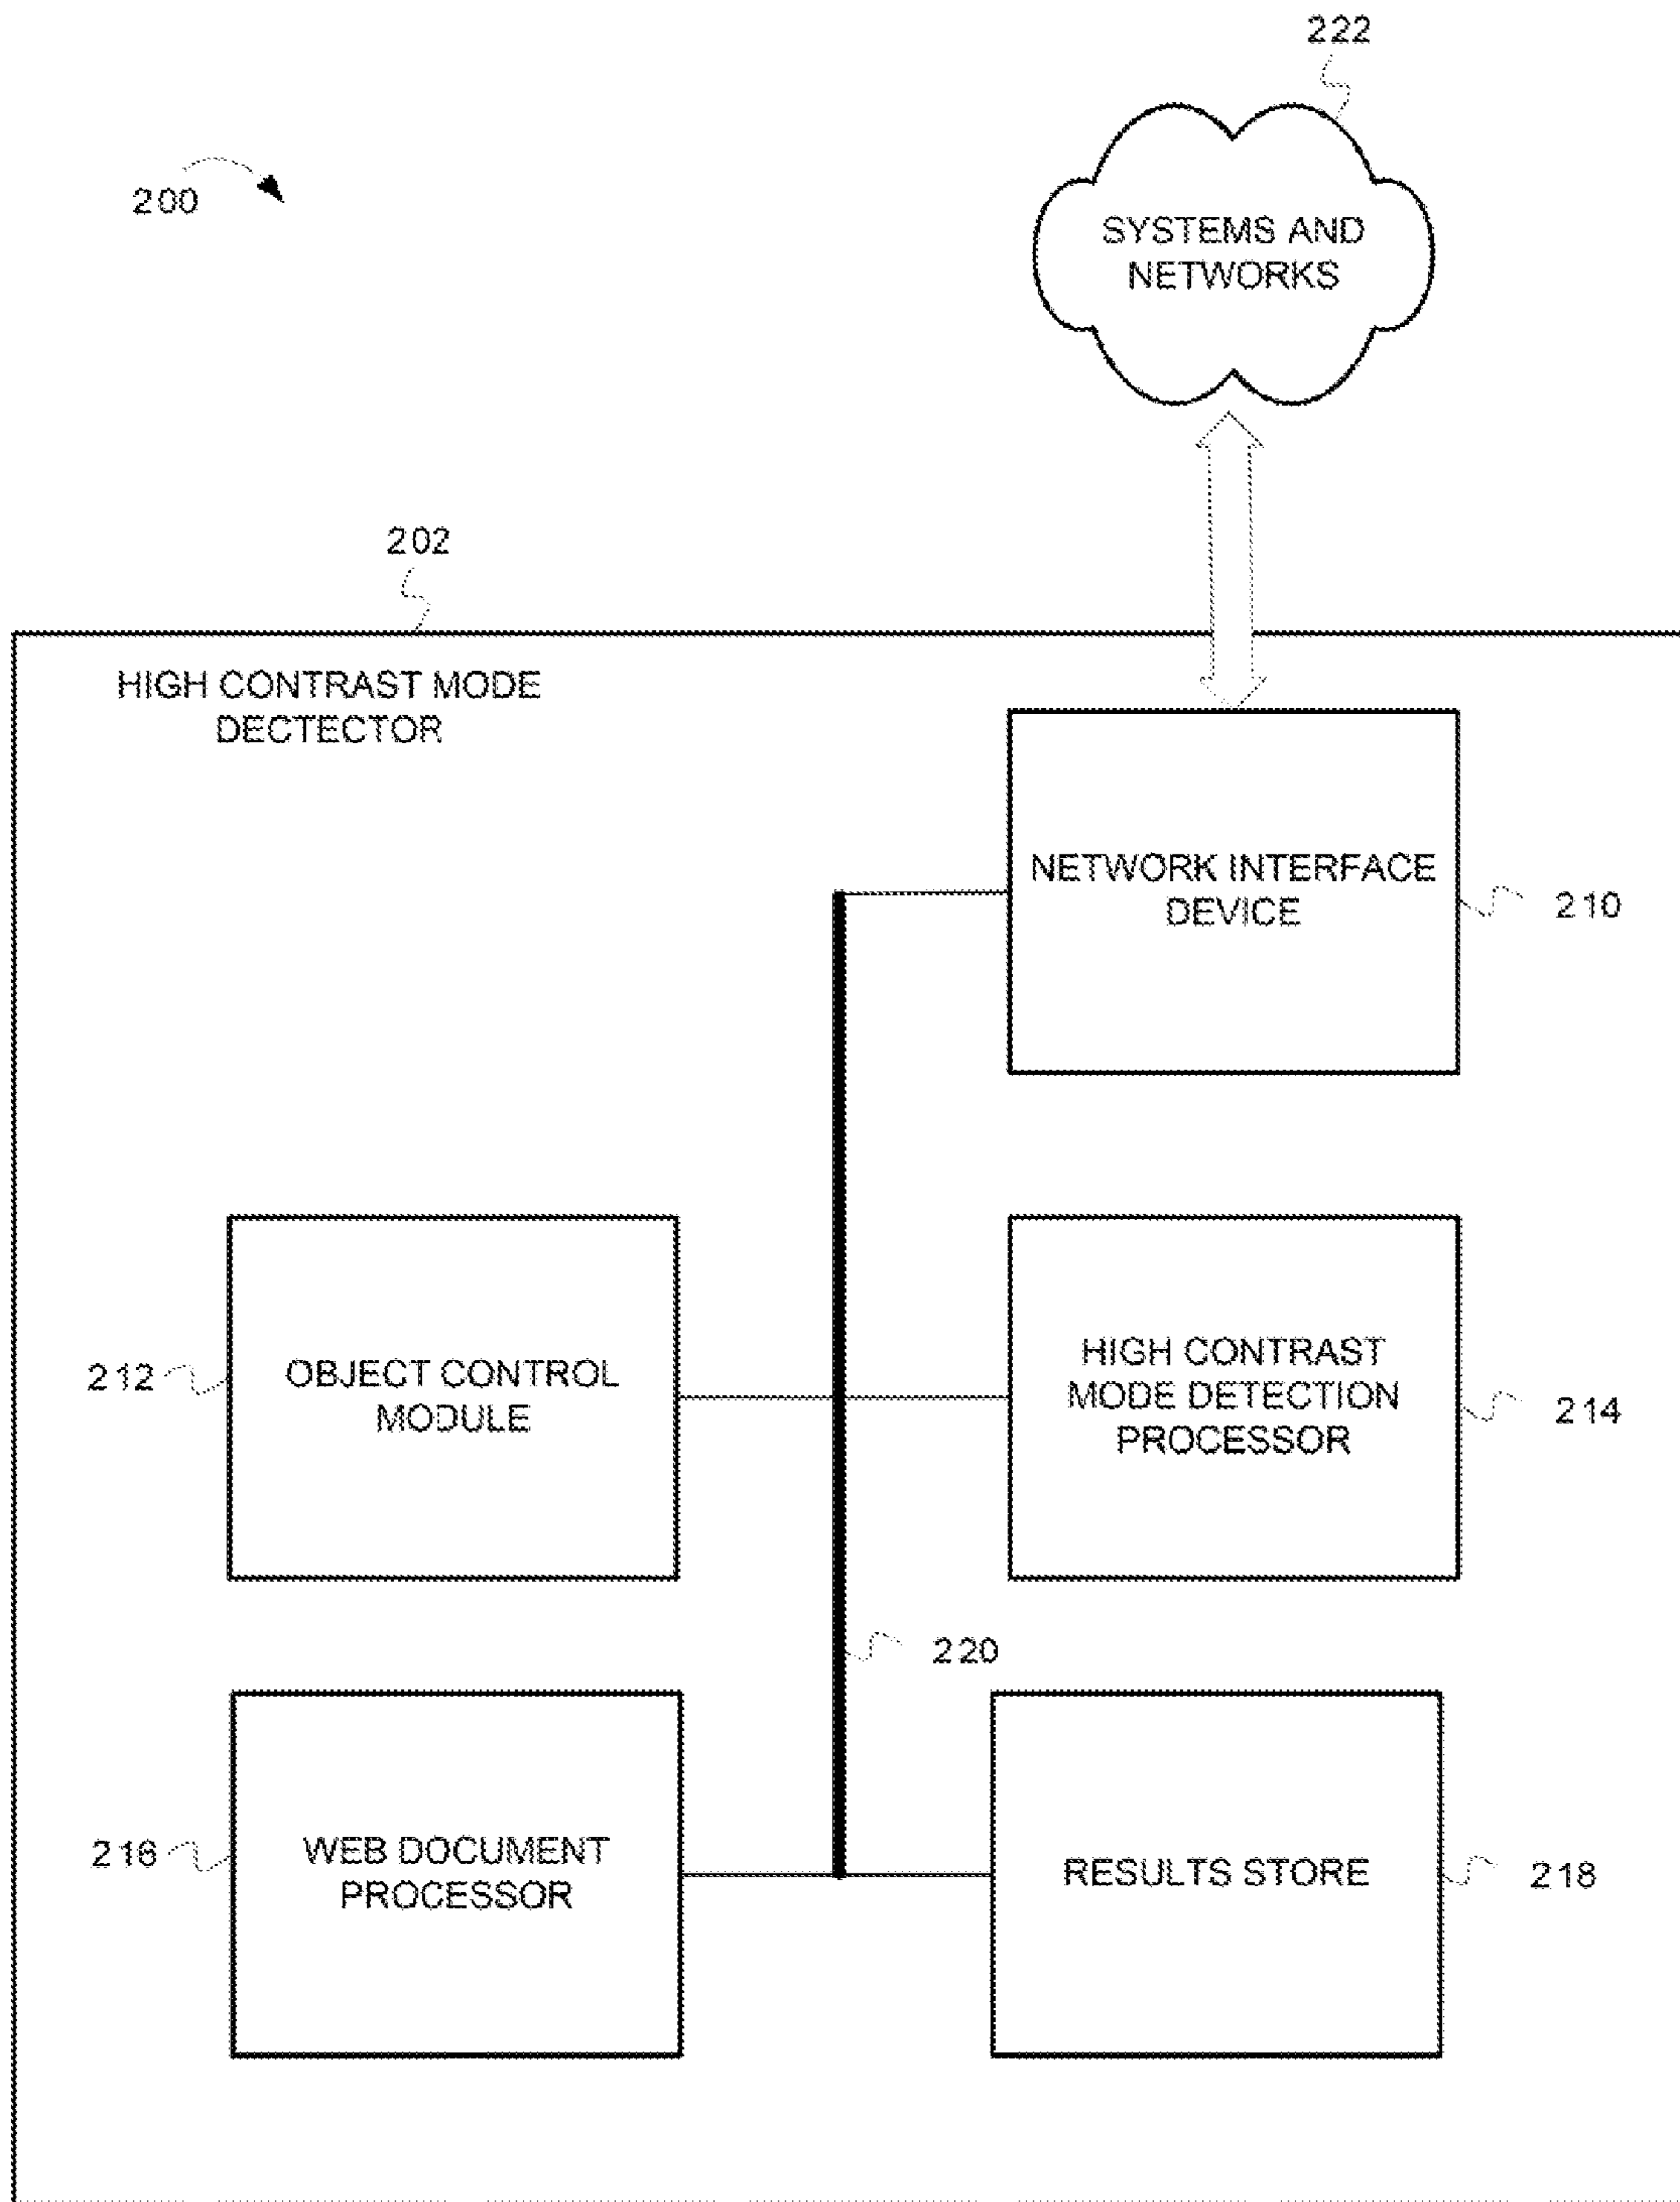 222
200
SYSTEMS AND
NETWORKS
202
HIGH CONTRAST MODE
DECTECTOR
NETWORK INTERFACE
DEVICE
210
212
OBJECT CONTROL
MODULE
HIGH CONTRAST
MODE DETECTION
PROCESSOR
214
220
216
WEB DOCUMENT
PROCESSOR
RESULTS STORE
218